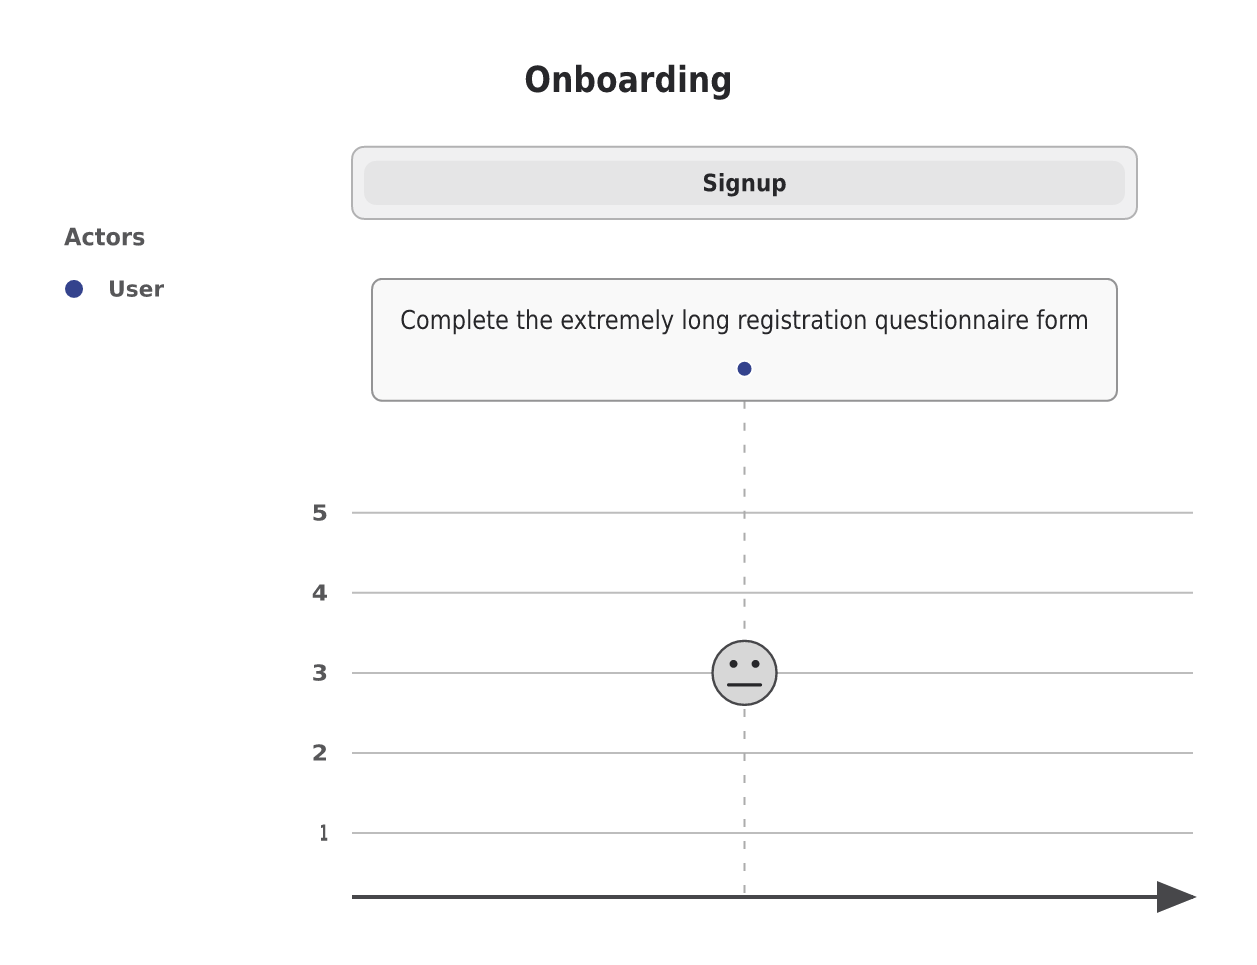 Onboarding
Signup
Actors
User
Complete the extremely long registration questionnaire form
5
4
3
2
1